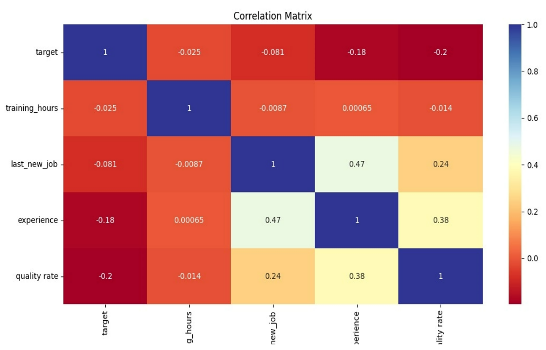 Correlation Matrix
target 1 -0.025 -0.081 -0.18 -0.2
training_hours -0.025 1 -0.0087 0.00065 -0.014
last_new_job -0.081 -0.0087 1 0.47 0.24
experience -0.18 0.00065 0.47 1 0.38
quality rate -0.2 -0.014 0.24 0.38 1
target g_hours new_job perience lity rate
1.0
0.8
0.6
0.4
0.2
0.0